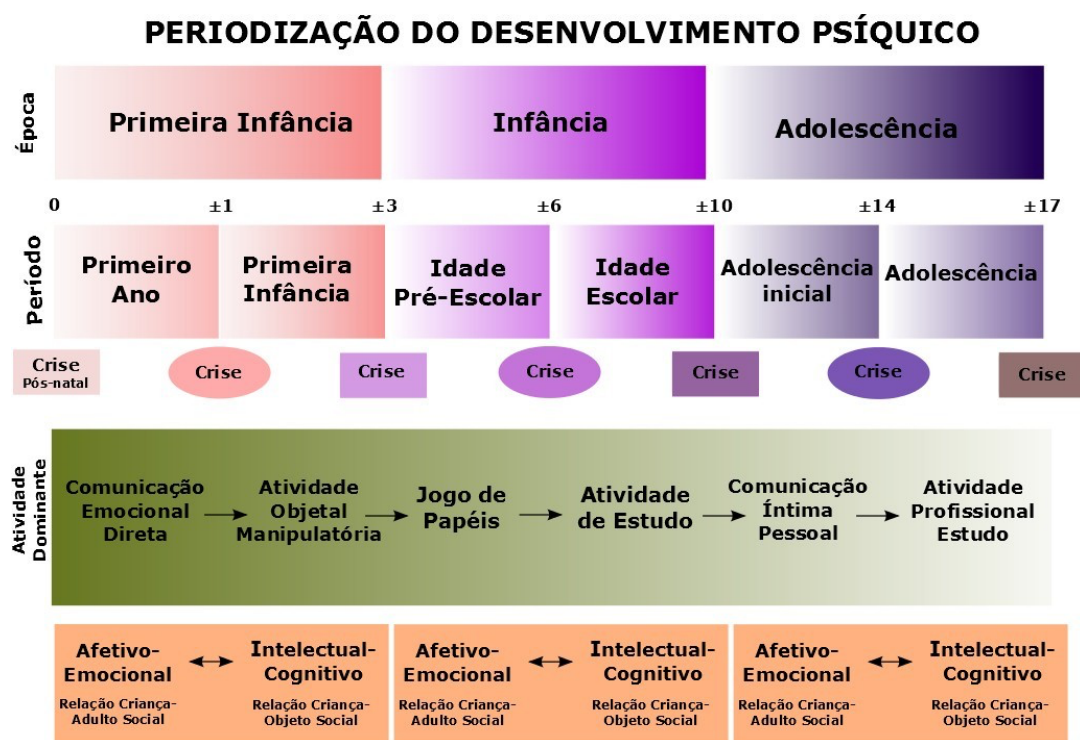 PERIODIZAÇÃO DO DESENVOLVIMENTO PSÍQUICO
Época
Primeira Infância
Infância
Adolescência
0
±1
±3
±6
±10
±14
±17
Período
Primeiro
Ano
Primeira
Infância
Idade
Pré-Escolar
Idade
Escolar
Adolescência
inicial
Adolescência
Crise
Pós-natal
Crise
Crise
Crise
Crise
Crise
Crise
Atividade
Dominante
Comunicação
Emocional
Direta
Atividade
Objetal
Manipulatória
Jogo de
Papéis
Atividade
de Estudo
Comunicação
Íntima
Pessoal
Atividade
Profissional
Estudo
Afetivo-
Emocional
Relação Criança-
Adulto Social
Intelectual-
Cognitivo
Relação Criança-
Objeto Social
Afetivo-
Emocional
Relação Criança-
Adulto Social
Intelectual-
Cognitivo
Relação Criança-
Objeto Social
Afetivo-
Emocional
Relação Criança-
Adulto Social
Intelectual-
Cognitivo
Relação Criança-
Objeto Social